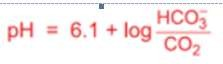 pH = 6.1 + log HCO₃⁻ / CO₂